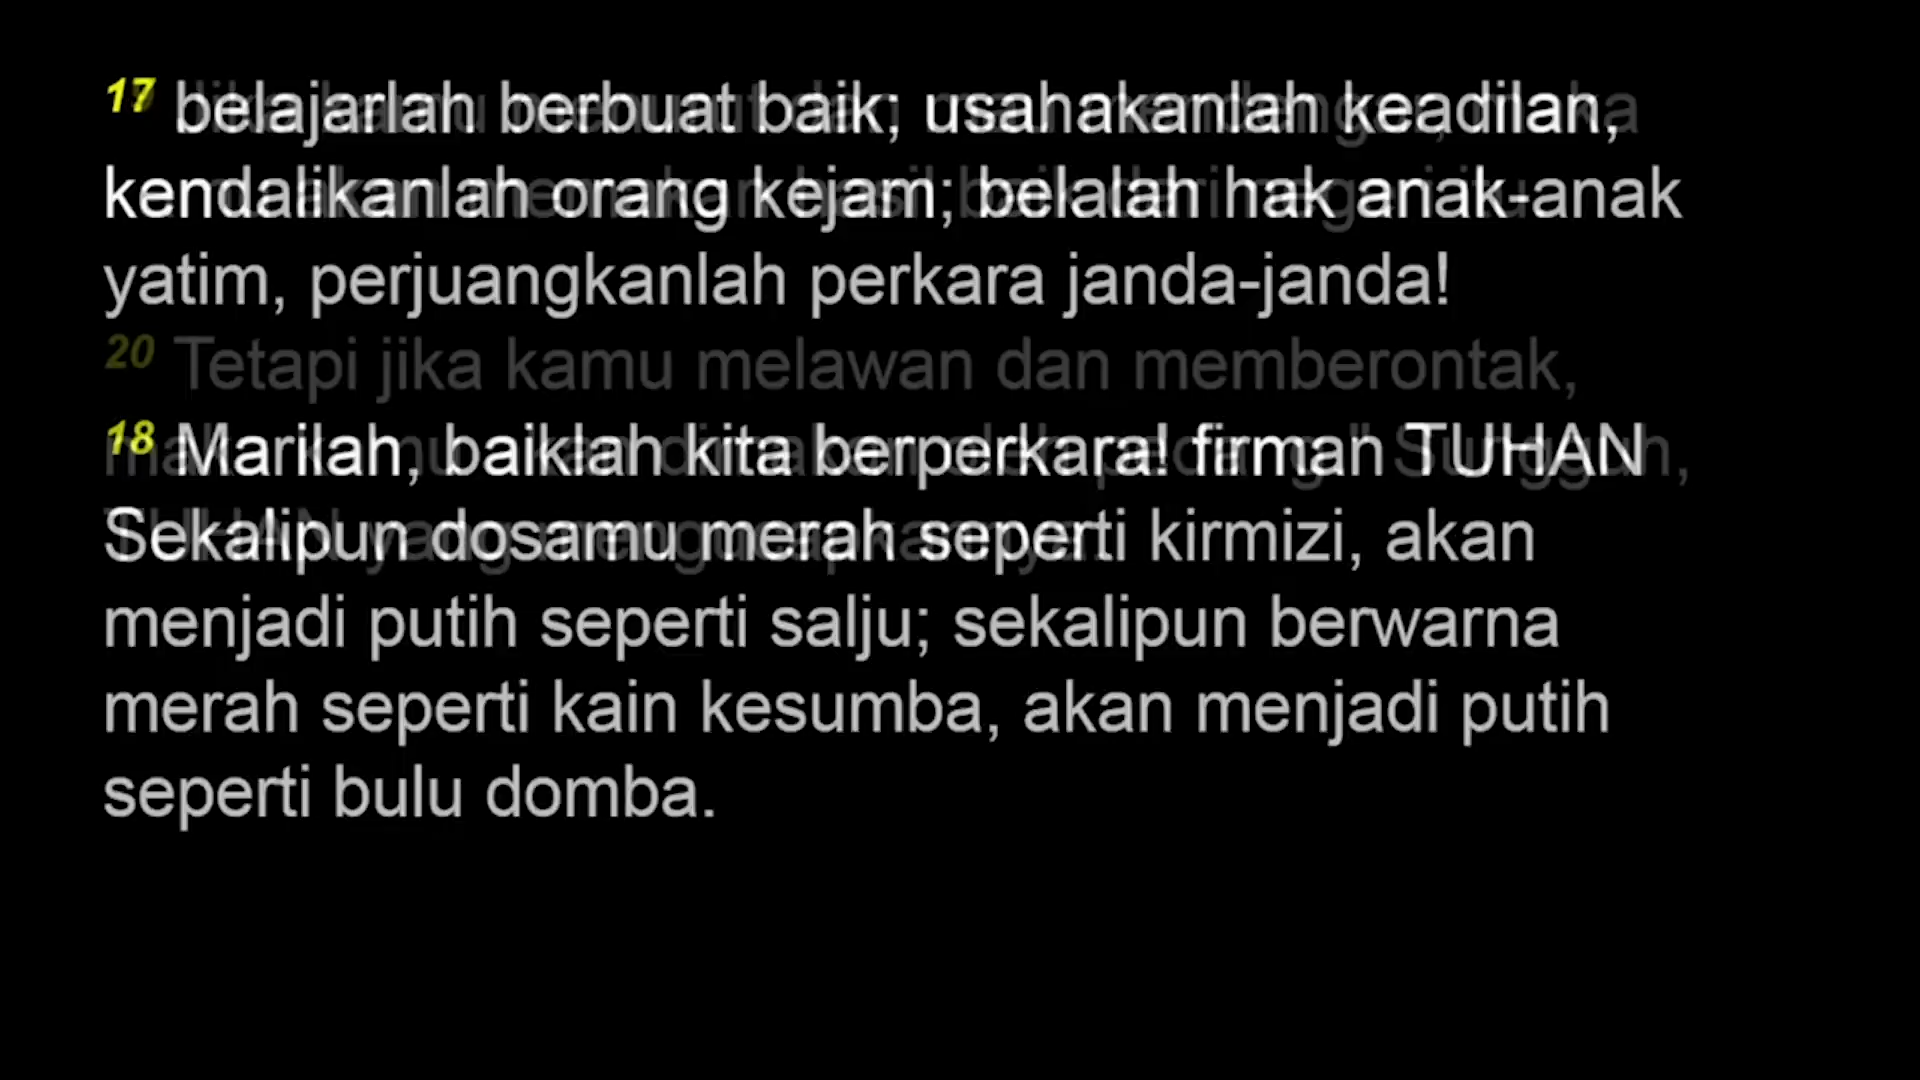 17 belajarlah berbuat baik; usahakanlah keadilan,
kendalikanlah orang kejam; belalah hak anak-anak
yatim, perjuangkanlah perkara janda-janda!
20 Tetapi jika kamu melawan dan memberontak,
18 Marilah, baiklah kita berperkara! firman TUHAN
Sekalipun dosamu merah seperti kirmizi, akan
menjadi putih seperti salju; sekalipun berwarna
merah seperti kain kesumba, akan menjadi putih
seperti bulu domba.